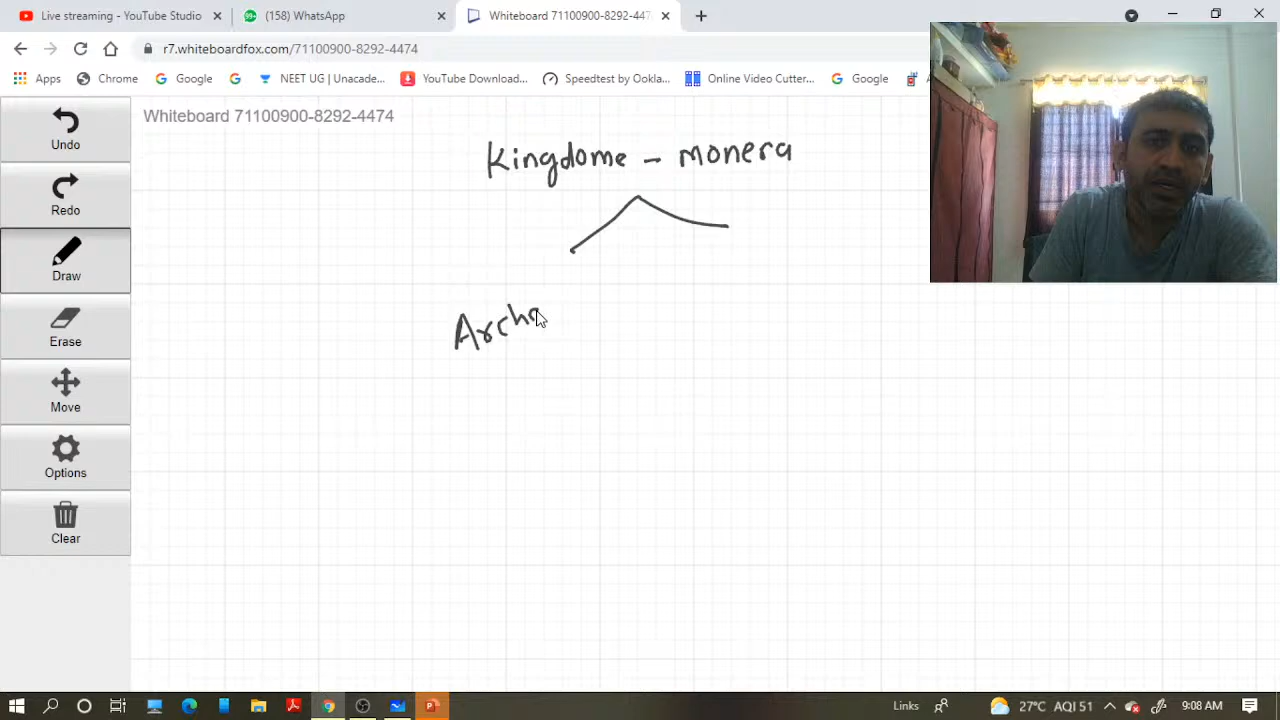 Live streaming - YouTube Studio
(158) WhatsApp
Whiteboard 71100900-8292-447
r7.whiteboardfox.com/71100900-8292-4474
Apps
Chrome
Google
NEET UG | Unacade...
YouTube Download...
Speedtest by Ookla...
Online Video Cutter...
Google
Whiteboard 71100900-8292-4474
Undo
Redo
Draw
Erase
Move
Options
Clear
Kingdome - monera
Archa
Links
27°C AQI 51
9:08 AM